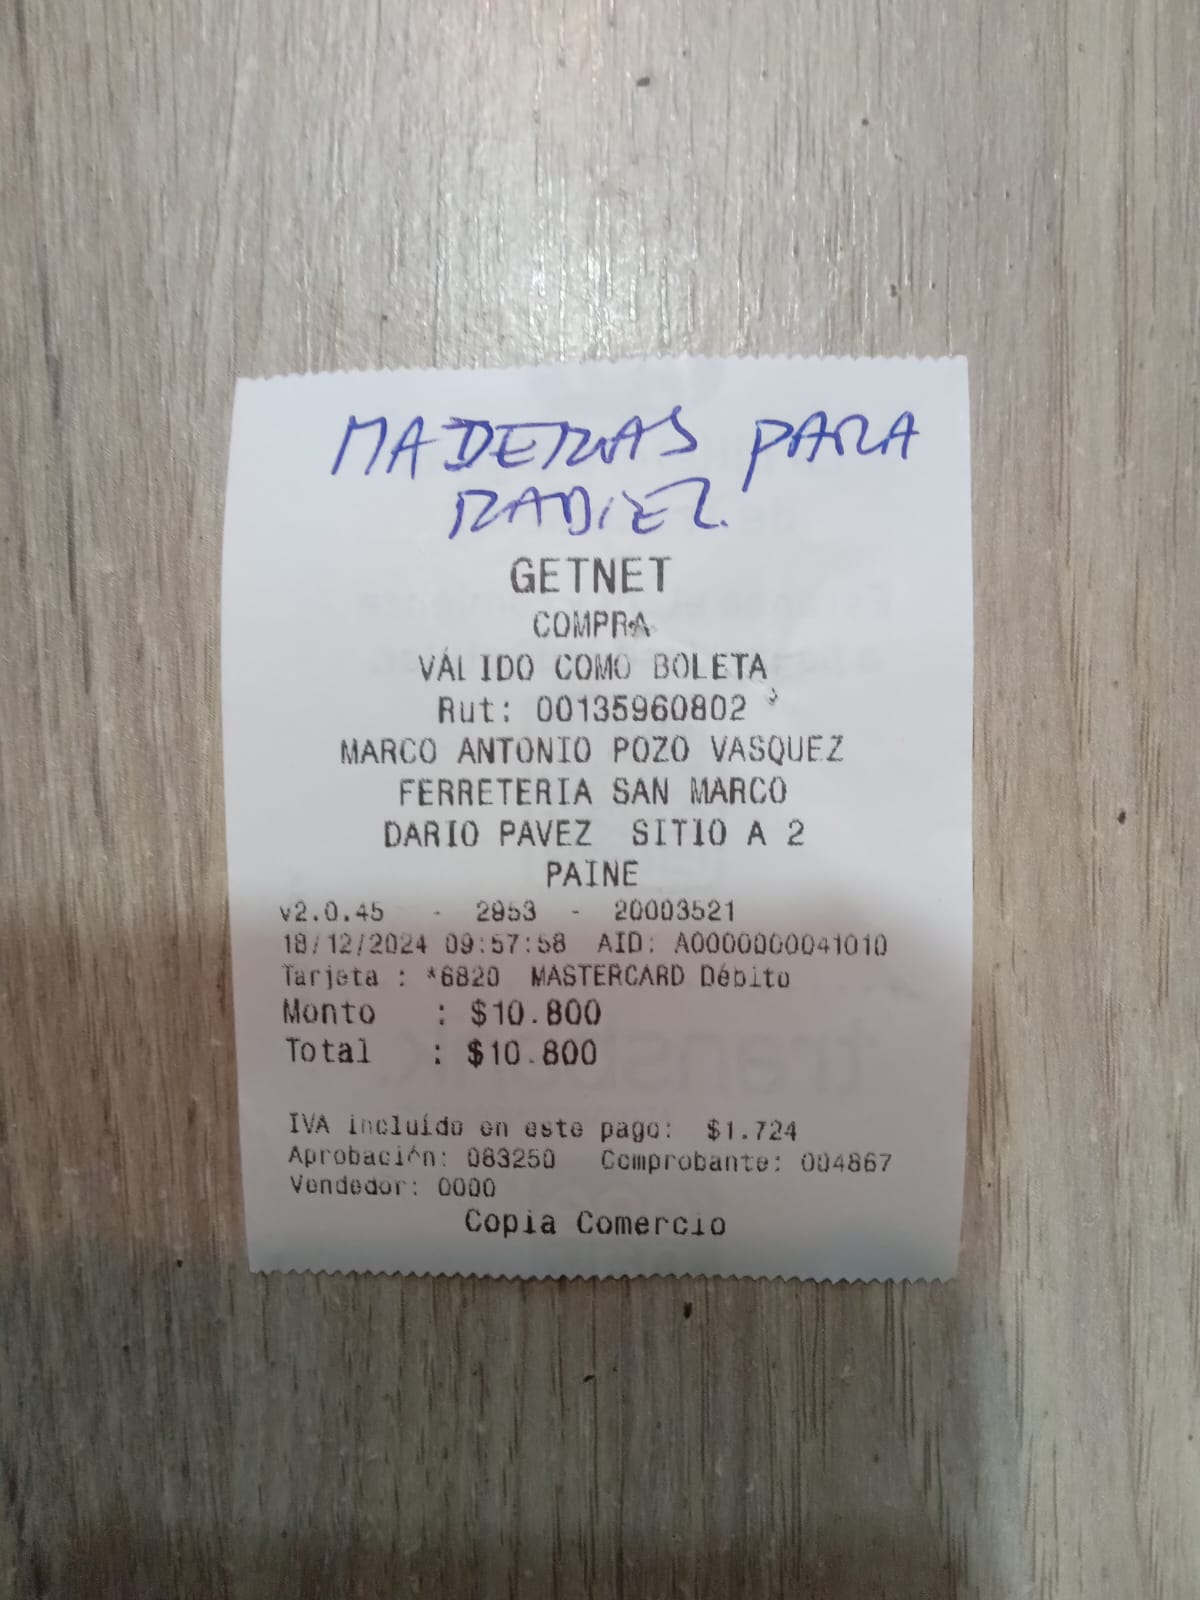 MADERAS PARA
RADIEZ.
GETNET
COMPRA
VÁLIDO COMO BOLETA
Rut: 00135960802
MARCO ANTONIO POZO VASQUEZ
FERRETERIA SAN MARCO
DARIO PAVEZ SITIO A 2
PAINE
v2.0.45 - 2953 - 20003521
18/12/2024 09:57:58 AID: A0000000041010
Tarjeta : *6820 MASTERCARD Débito
Monto : $10.800
Total : $10.800
IVA incluído en este pago: $1.724
Aprobación: 083250 Comprobante: 004867
Vendedor: 0000
Copia Comercio